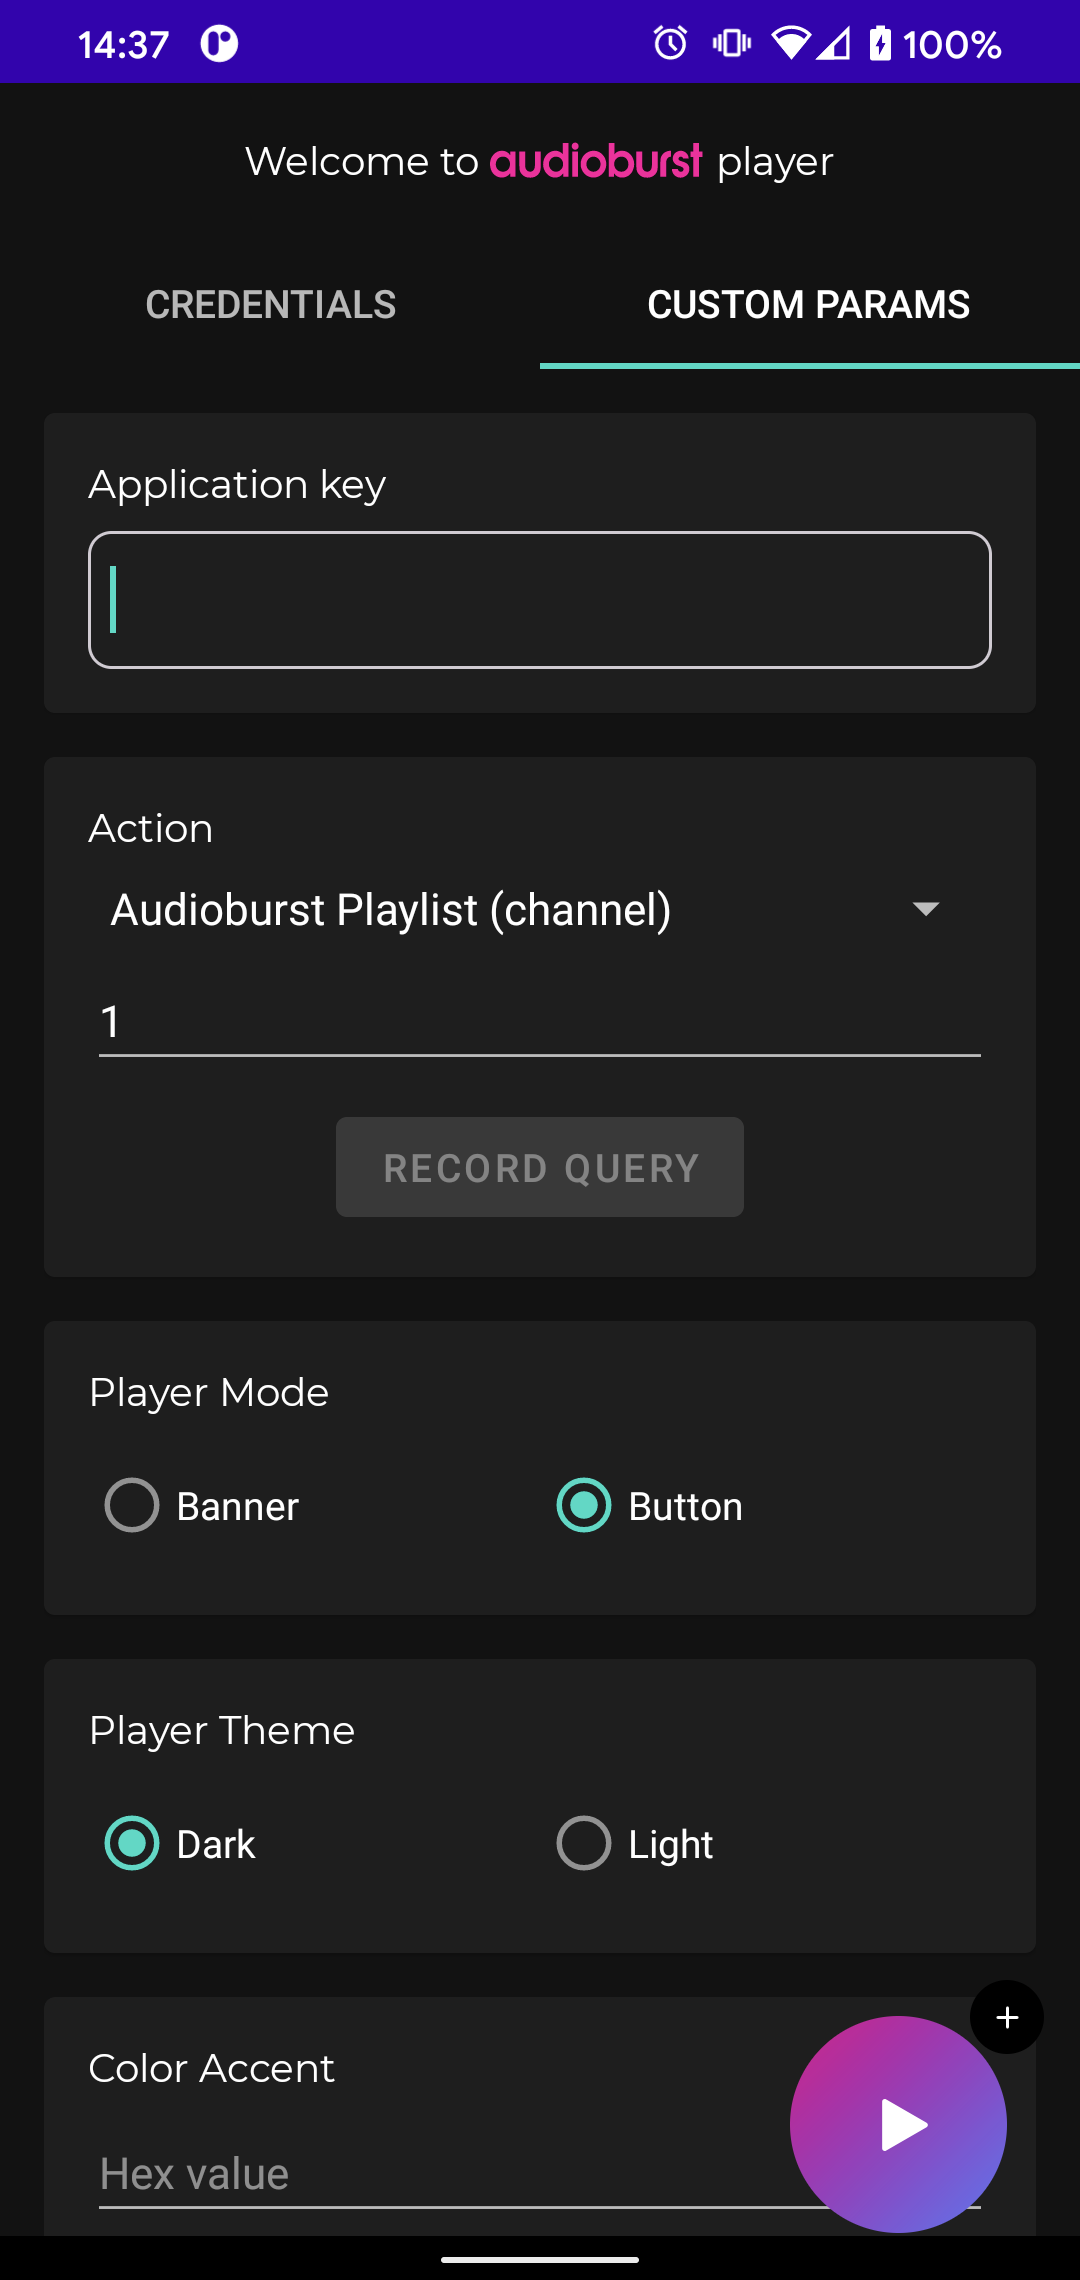 14:37 100%
Welcome to audioburst player
CREDENTIALS CUSTOM PARAMS
Application key
Action
Audioburst Playlist (channel)
1
RECORD QUERY
Player Mode
Banner Button
Player Theme
Dark Light
+
Color Accent
Hex value